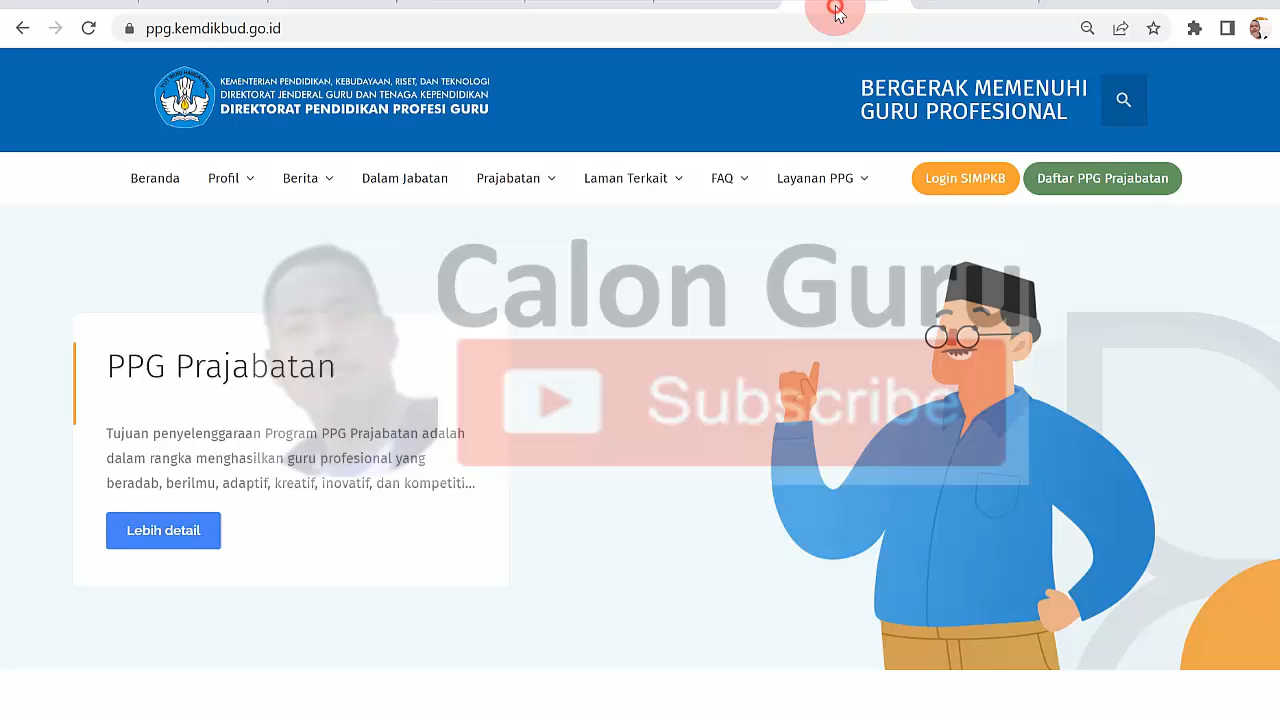 ppg.kemdikbud.go.id
KEMENTERIAN PENDIDIKAN, KEBUDAYAAN, RISET, DAN TEKNOLOGI
DIREKTORAT JENDERAL GURU DAN TENAGA KEPENDIDIKAN
DIREKTORAT PENDIDIKAN PROFESI GURU
BERGERAK MEMENUHI
GURU PROFESIONAL
Beranda Profil Berita Dalam Jabatan Prajabatan Laman Terkait FAQ Layanan PPG Login SIMPKB Daftar PPG Prajabatan
Calon Guru
Subscribe
PPG Prajabatan
Tujuan penyelenggaraan Program PPG Prajabatan adalah
dalam rangka menghasilkan guru profesional yang
beradab, berilmu, adaptif, kreatif, inovatif, dan kompetiti...
Lebih detail